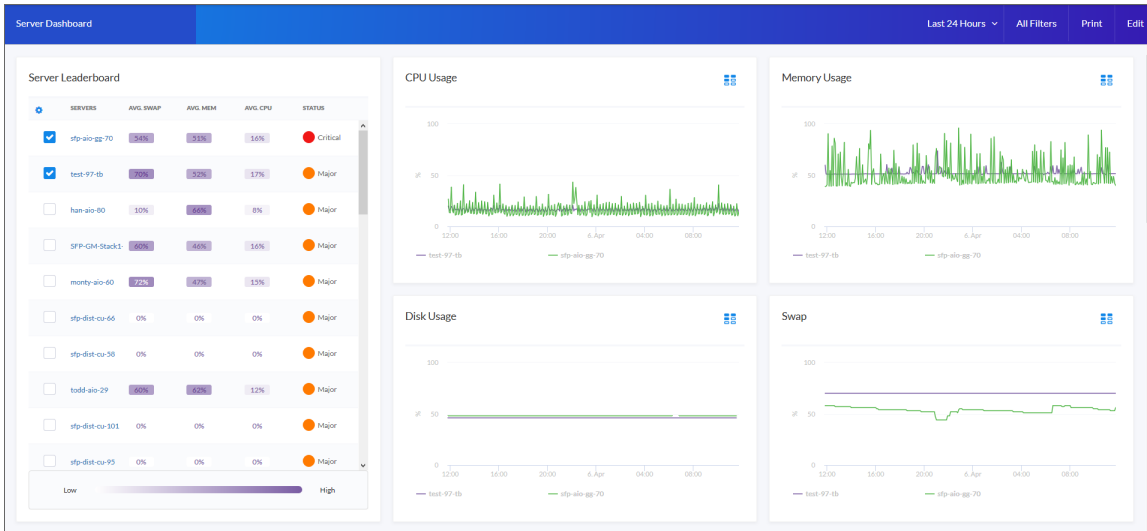 Server Dashboard
Last 24 Hours All Filters Print Edit
Server Leaderboard
SERVERS AVG. SWAP AVG. MEM AVG. CPU STATUS
sfp-aio-gg-70 54% 51% 16% Critical
test-97-tb 70% 52% 17% Major
han-aio-80 10% 66% 8% Major
SFP-GM-Stack1- 60% 46% 16% Major
monty-aio-60 72% 47% 15% Major
sfp-dist-cu-66 0% 0% 0% Major
sfp-dist-cu-58 0% 0% 0% Major
todd-aio-29 60% 62% 12% Major
sfp-dist-cu-101 0% 0% 0% Major
sfp-dist-cu-95 0% 0% 0% Major
Low High
CPU Usage
100
% 50
0
12:00 16:00 20:00 6. Apr 04:00 08:00
test-97-tb sfp-aio-gg-70
Memory Usage
100
% 50
0
12:00 16:00 20:00 6. Apr 04:00 08:00
test-97-tb sfp-aio-gg-70
Disk Usage
100
% 50
0
12:00 16:00 20:00 6. Apr 04:00 08:00
test-97-tb sfp-aio-gg-70
Swap
100
% 50
0
12:00 16:00 20:00 6. Apr 04:00 08:00
test-97-tb sfp-aio-gg-70